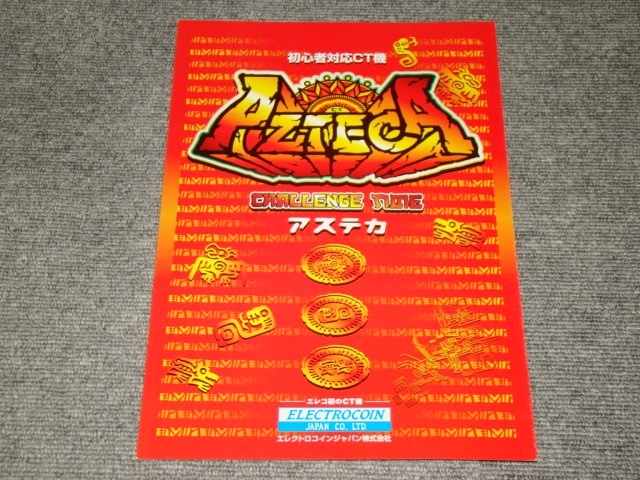 初心者対応CT機
CT
AZTECA
CHALLENGE TIME
アステカ
エレコ初のCT機
ELECTROCOIN
JAPAN CO. LTD.
エレクトロコインジャパン株式会社